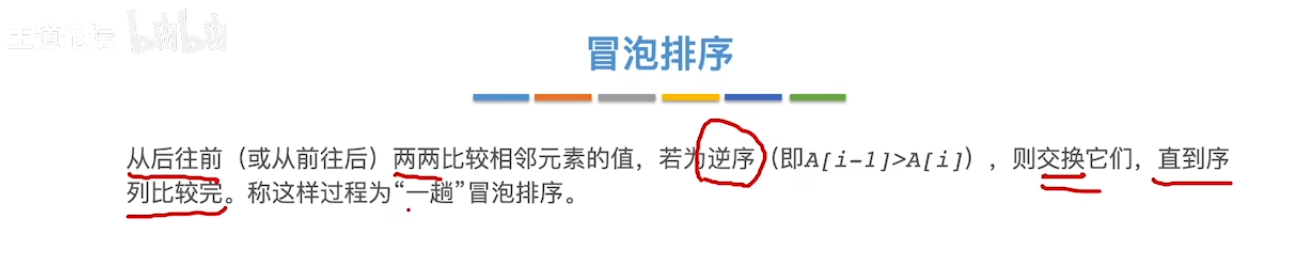 王道论坛 bilibili
冒泡排序
从后往前（或从前往后）两两比较相邻元素的值，若为逆序（即A[i-1]>A[i]），则交换它们，直到序
列比较完。称这样过程为“一趟”冒泡排序。